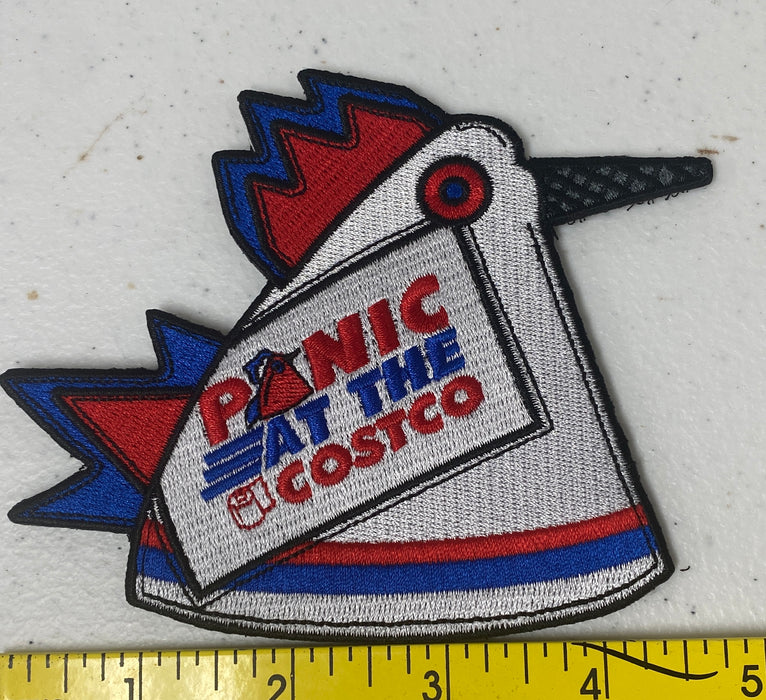 PANIC
AT THE
COSTCO
1 2 3 4 5